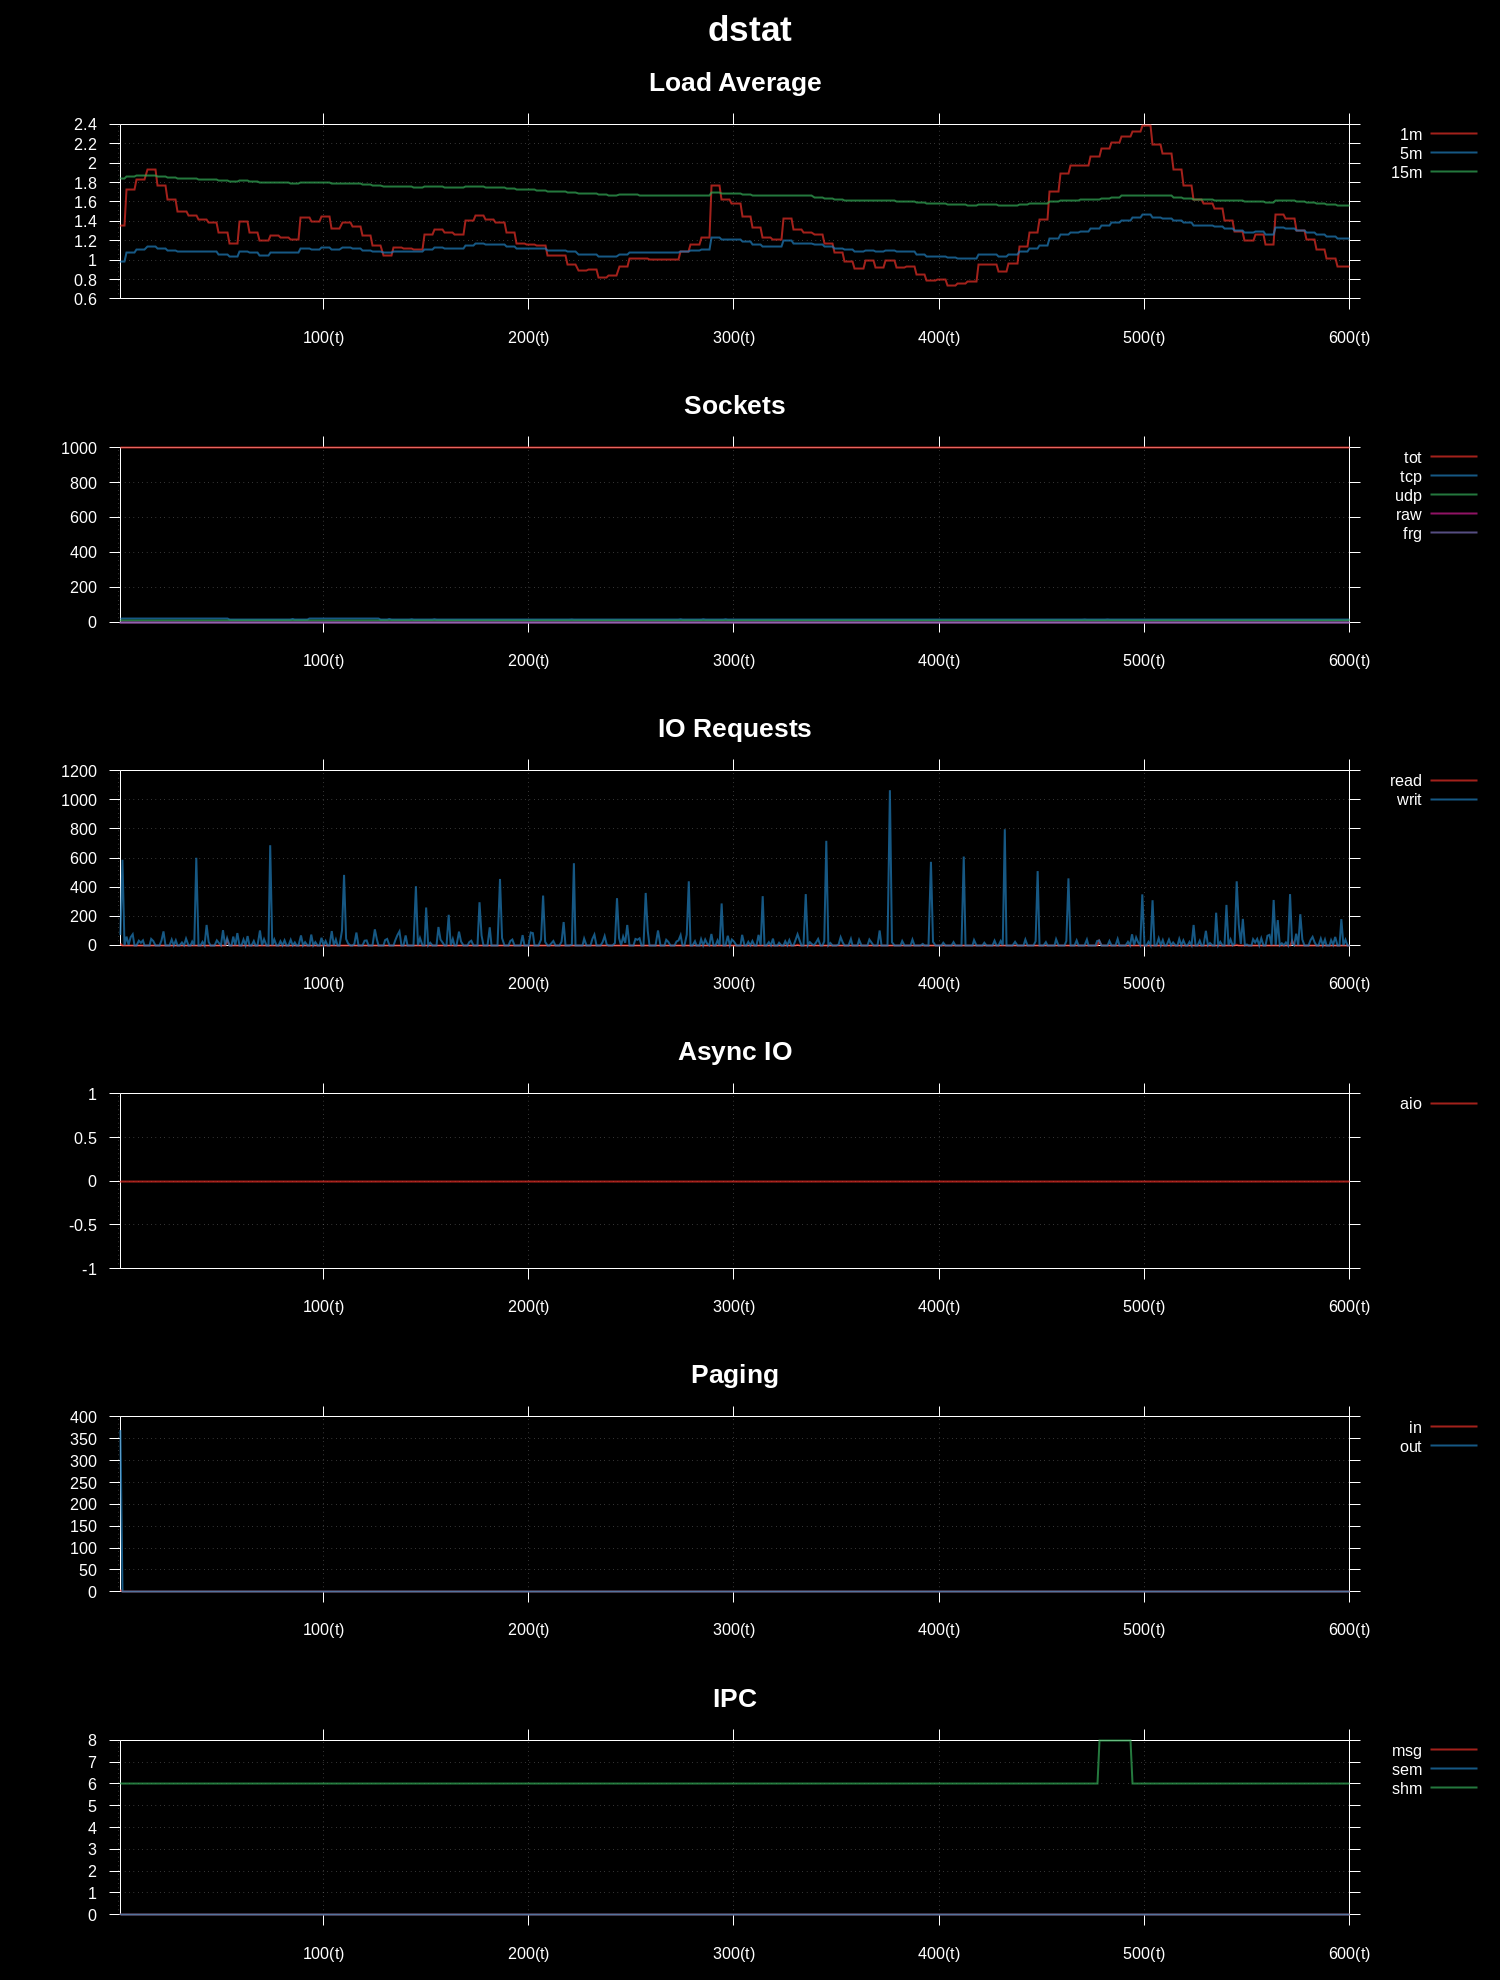 dstat
Load Average
2.4
2.2
2
1.8
1.6
1.4
1.2
1
0.8
0.6
100(t) 200(t) 300(t) 400(t) 500(t) 600(t)
1m
5m
15m
Sockets
1000
800
600
400
200
0
100(t) 200(t) 300(t) 400(t) 500(t) 600(t)
tot
tcp
udp
raw
frg
IO Requests
1200
1000
800
600
400
200
0
100(t) 200(t) 300(t) 400(t) 500(t) 600(t)
read
writ
Async IO
1
0.5
0
-0.5
-1
100(t) 200(t) 300(t) 400(t) 500(t) 600(t)
aio
Paging
400
350
300
250
200
150
100
50
0
100(t) 200(t) 300(t) 400(t) 500(t) 600(t)
in
out
IPC
8
7
6
5
4
3
2
1
0
100(t) 200(t) 300(t) 400(t) 500(t) 600(t)
msg
sem
shm